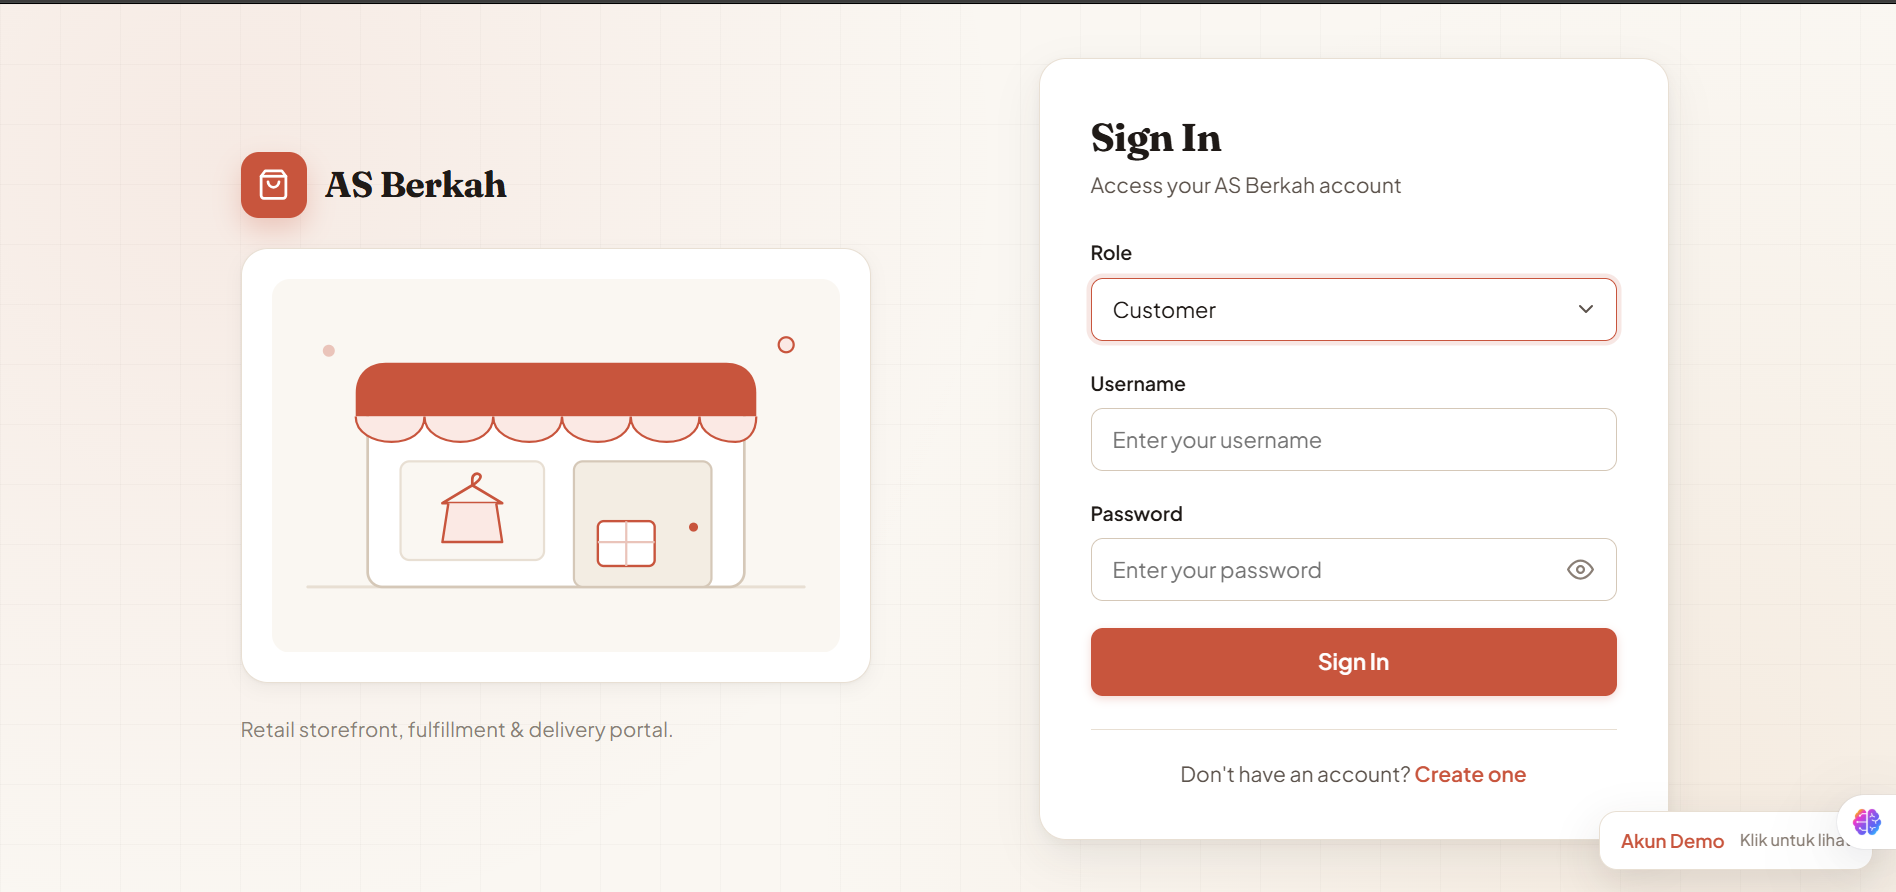 AS Berkah
Retail storefront, fulfillment & delivery portal.
Sign In
Access your AS Berkah account
Role
Customer
Username
Enter your username
Password
Enter your password
Sign In
Don't have an account? Create one
Akun Demo Klik untuk